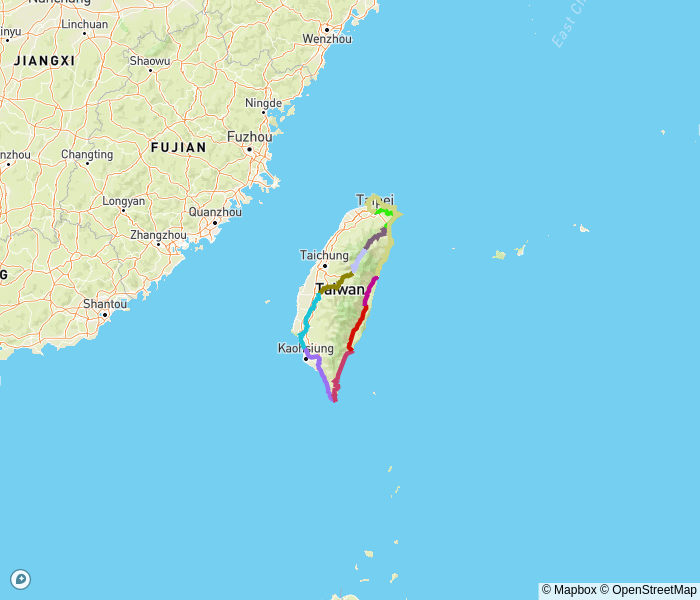 Nanchang
Linchuan
inyu
Wenzhou
East Ch
JIANGXI
Shaowu
Ningde
Fuzhou
FUJIAN
nzhou
Changting
Longyan
Taipei
Quanzhou
Zhangzhou
Taichung
G
Taiwan
Shantou
Kaohsiung
© Mapbox © OpenStreetMap